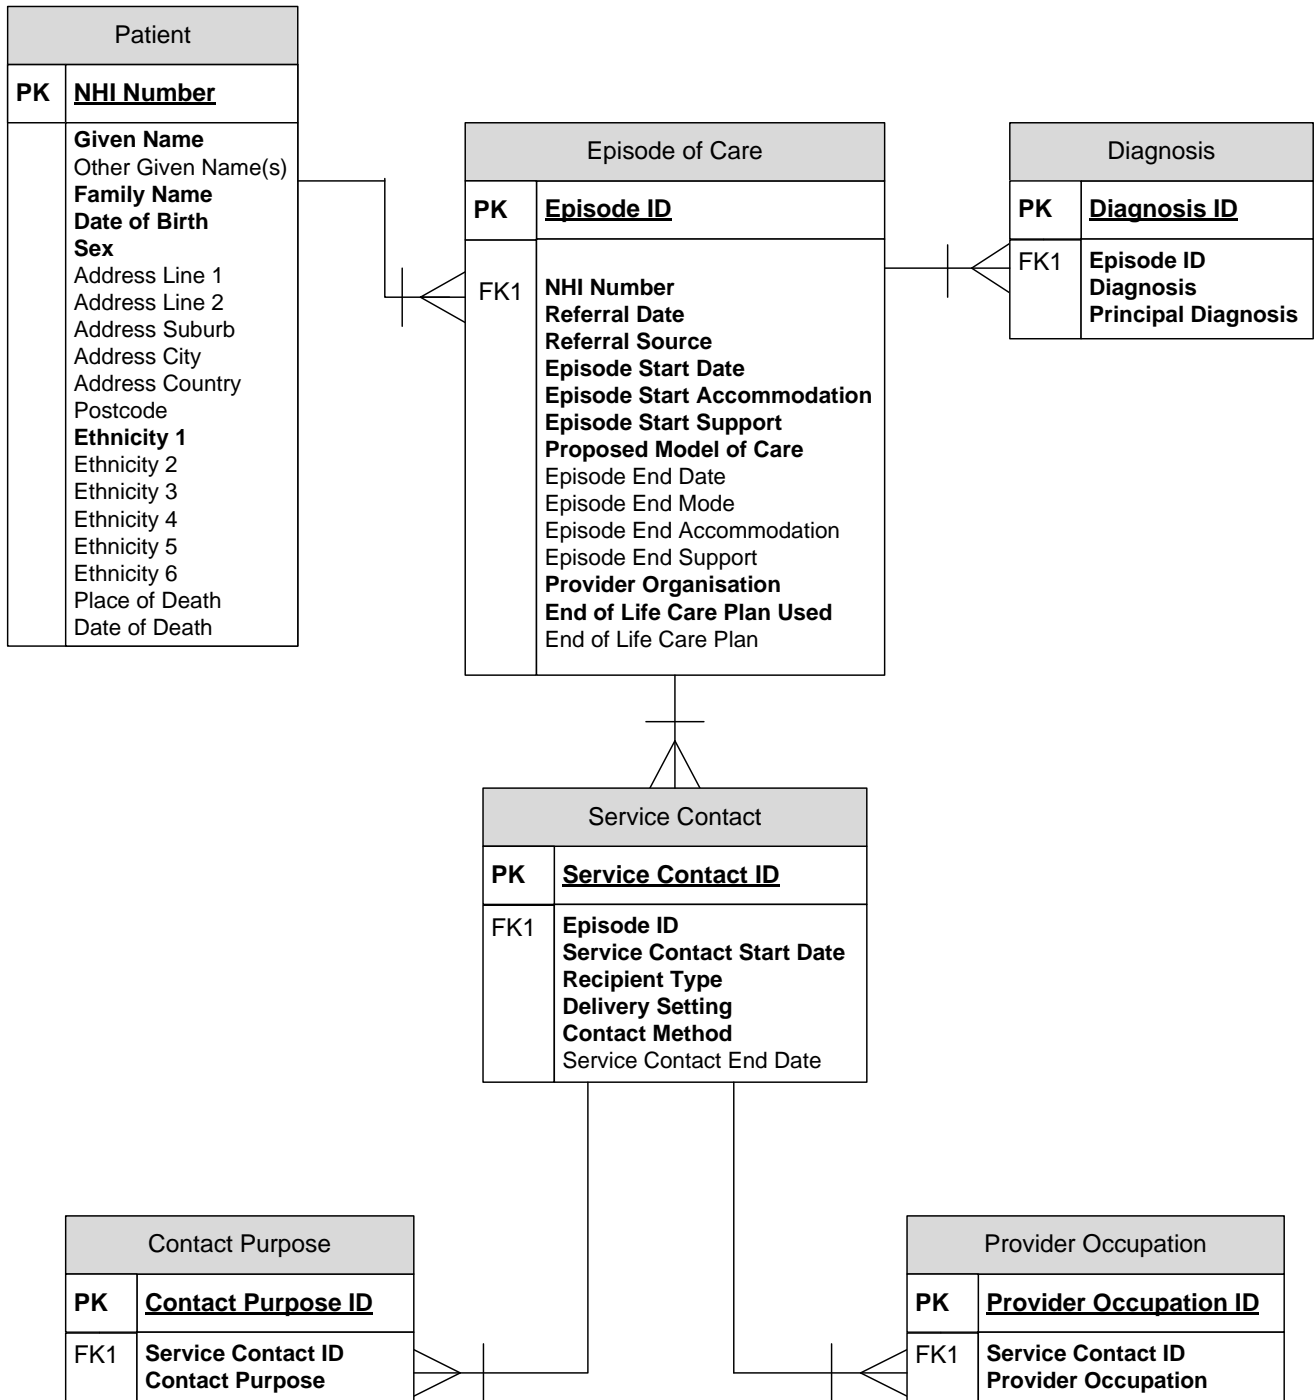 Patient
PK NHI Number
Given Name
Other Given Name(s)
Family Name
Date of Birth
Sex
Address Line 1
Address Line 2
Address Suburb
Address City
Address Country
Postcode
Ethnicity 1
Ethnicity 2
Ethnicity 3
Ethnicity 4
Ethnicity 5
Ethnicity 6
Place of Death
Date of Death
Episode of Care
PK Episode ID
FK1 NHI Number
Referral Date
Referral Source
Episode Start Date
Episode Start Accommodation
Episode Start Support
Proposed Model of Care
Episode End Date
Episode End Mode
Episode End Accommodation
Episode End Support
Provider Organisation
End of Life Care Plan Used
End of Life Care Plan
Diagnosis
PK Diagnosis ID
FK1 Episode ID
Diagnosis
Principal Diagnosis
Service Contact
PK Service Contact ID
FK1 Episode ID
Service Contact Start Date
Recipient Type
Delivery Setting
Contact Method
Service Contact End Date
Contact Purpose
PK Contact Purpose ID
FK1 Service Contact ID
Contact Purpose
Provider Occupation
PK Provider Occupation ID
FK1 Service Contact ID
Provider Occupation